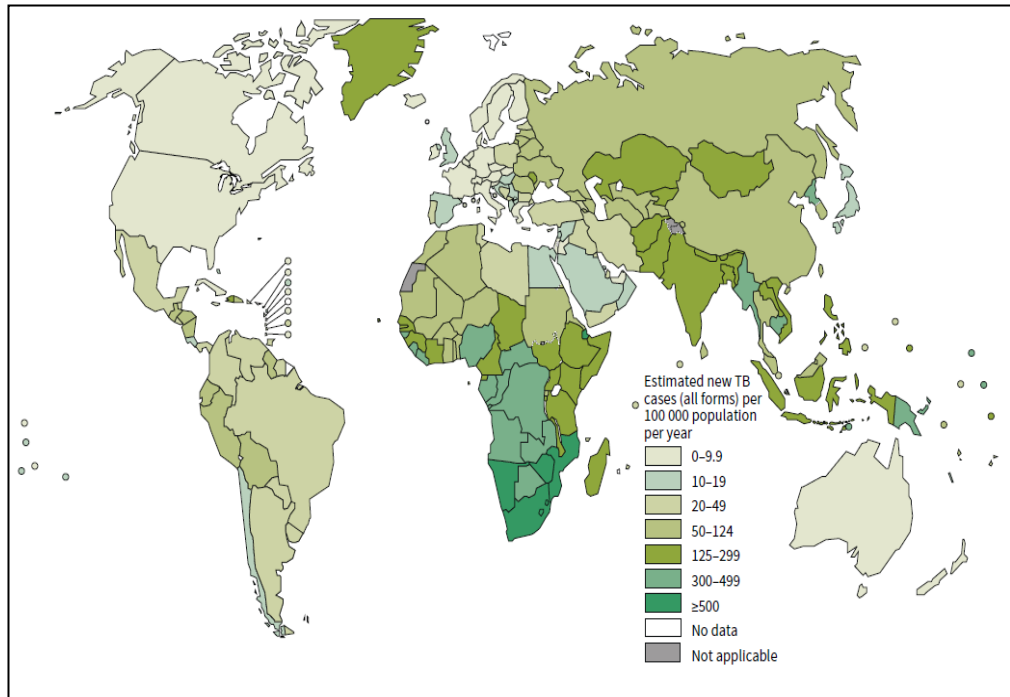 Estimated new TB
cases (all forms) per
100 000 population
per year
0–9.9
10–19
20–49
50–124
125–299
300–499
≥500
No data
Not applicable